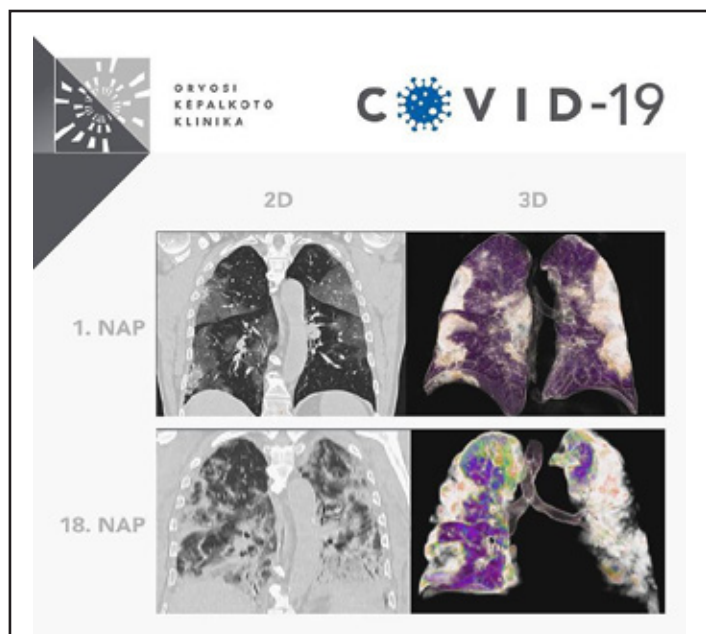 ORVOSI
KÉPALKOTÓ
KLINIKA
COVID-19
2D 3D
1. NAP
18. NAP